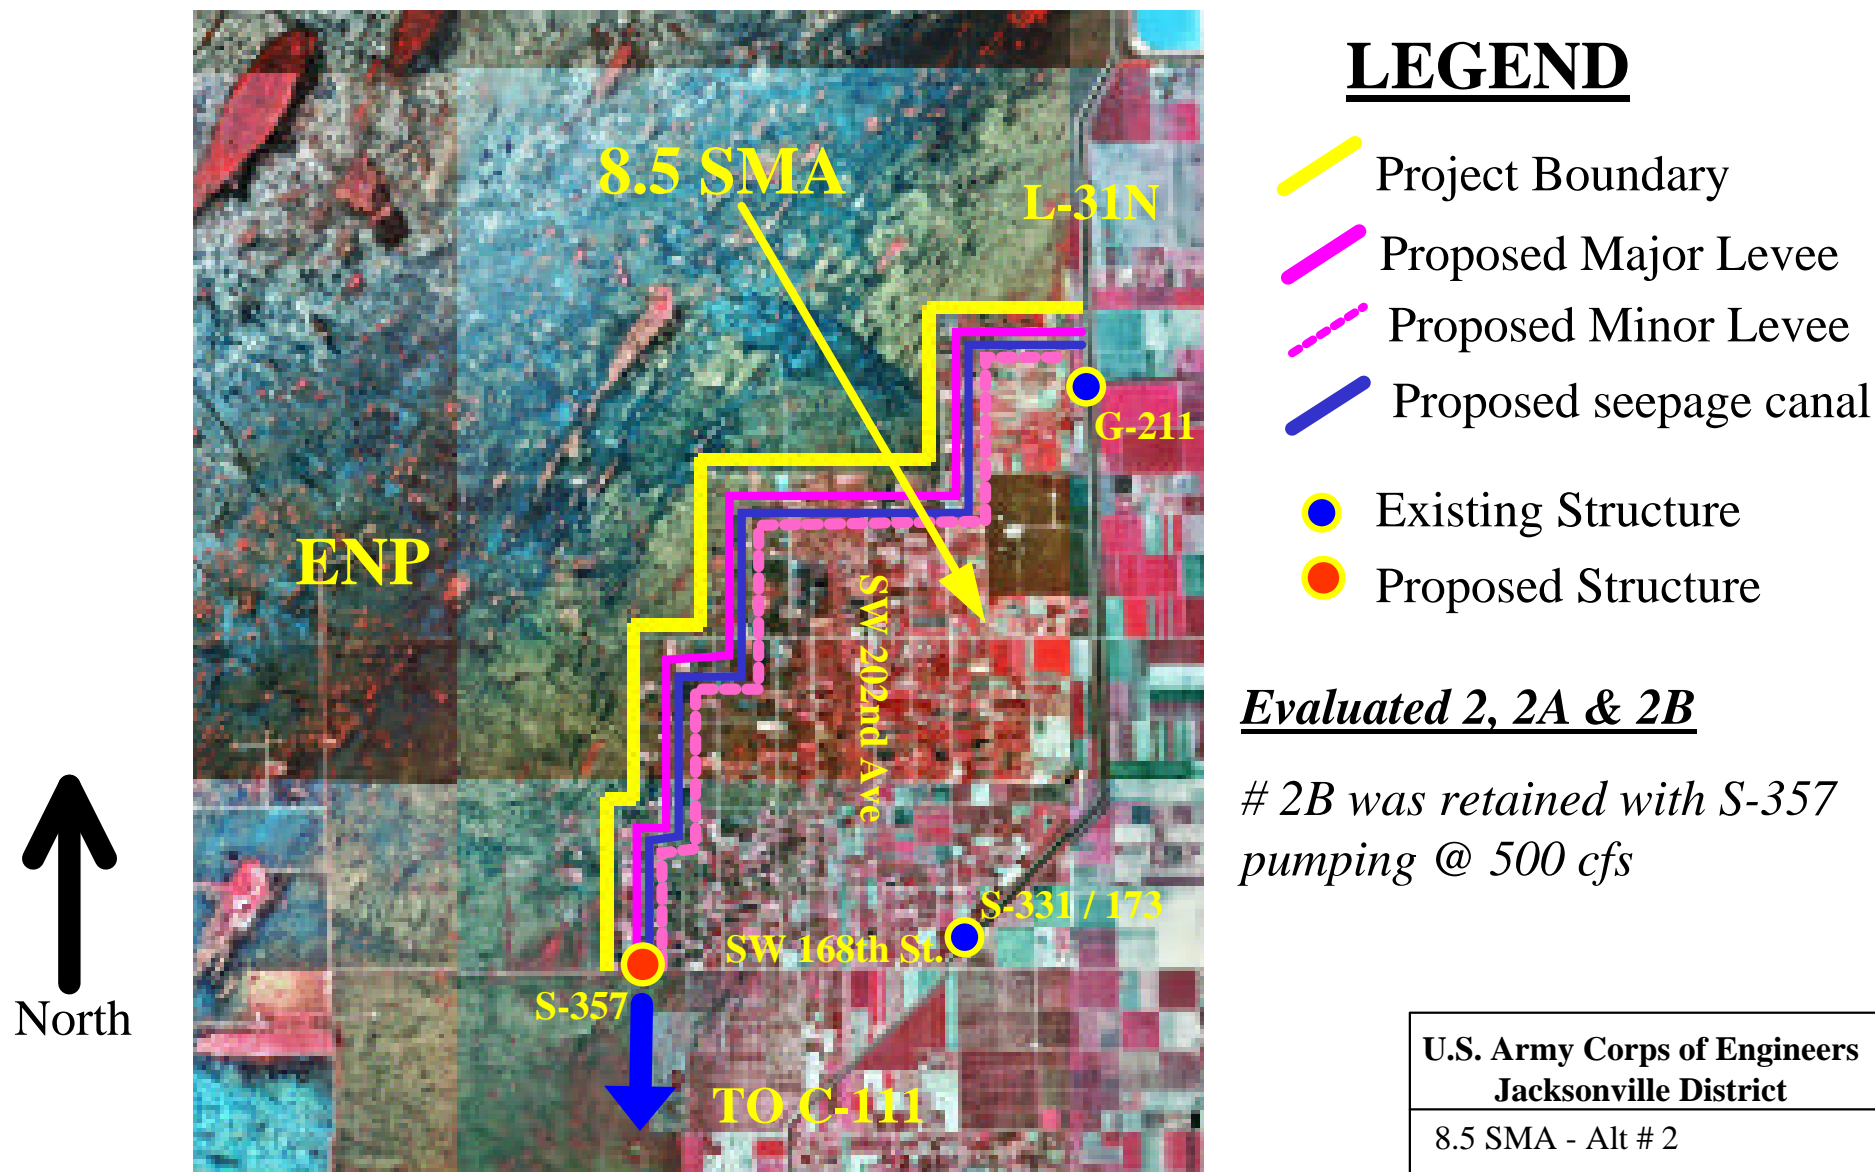 8.5 SMA
L-31N
G-211
ENP
SW 202nd Ave
S-331 / 173
SW 168th St.
S-357
TO C-111
North
LEGEND
Project Boundary
Proposed Major Levee
Proposed Minor Levee
Proposed seepage canal
Existing Structure
Proposed Structure
Evaluated 2, 2A & 2B
# 2B was retained with S-357
pumping @ 500 cfs
U.S. Army Corps of Engineers
Jacksonville District
8.5 SMA - Alt # 2